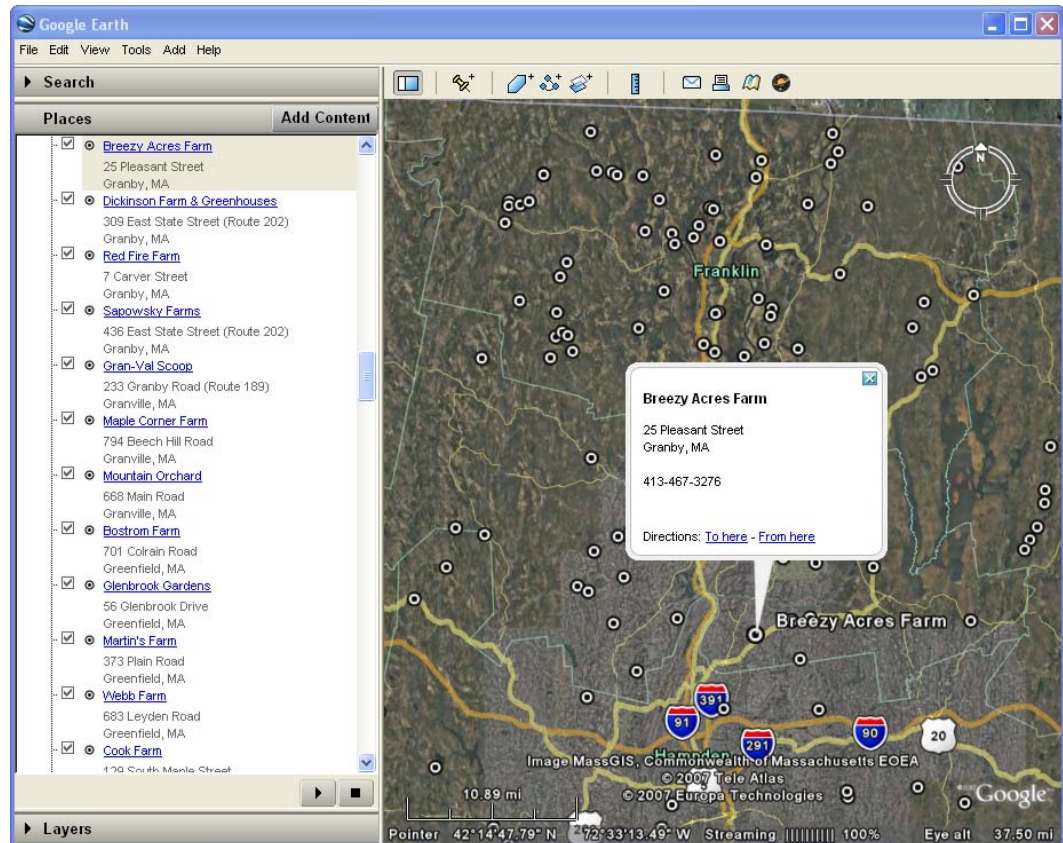 Google Earth
File Edit View Tools Add Help
Search
Places Add Content
Breezy Acres Farm
25 Pleasant Street
Granby, MA
Dickinson Farm & Greenhouses
309 East State Street (Route 202)
Granby, MA
Red Fire Farm
7 Carver Street
Granby, MA
Sapowsky Farms
436 East State Street (Route 202)
Granby, MA
Gran-Val Scoop
233 Granby Road (Route 189)
Granville, MA
Maple Corner Farm
794 Beech Hill Road
Granville, MA
Mountain Orchard
668 Main Road
Granville, MA
Bostrom Farm
701 Colrain Road
Greenfield, MA
Glenbrook Gardens
56 Glenbrook Drive
Greenfield, MA
Martin's Farm
373 Plain Road
Greenfield, MA
Webb Farm
683 Leyden Road
Greenfield, MA
Cook Farm
129 South Maple Street
Layers
N
Franklin
Breezy Acres Farm
25 Pleasant Street
Granby, MA
413-467-3276
Directions: To here - From here
Breezy Acres Farm
391
91
291
90
20
Hampden
Image MassGIS, Commonwealth of Massachusetts EOEA
© 2007 Tele Atlas
© 2007 Europa Technologies
Google
10.89 mi
Pointer 42°14'47.79" N 72°33'13.49" W Streaming |||||||||| 100% Eye alt 37.50 mi